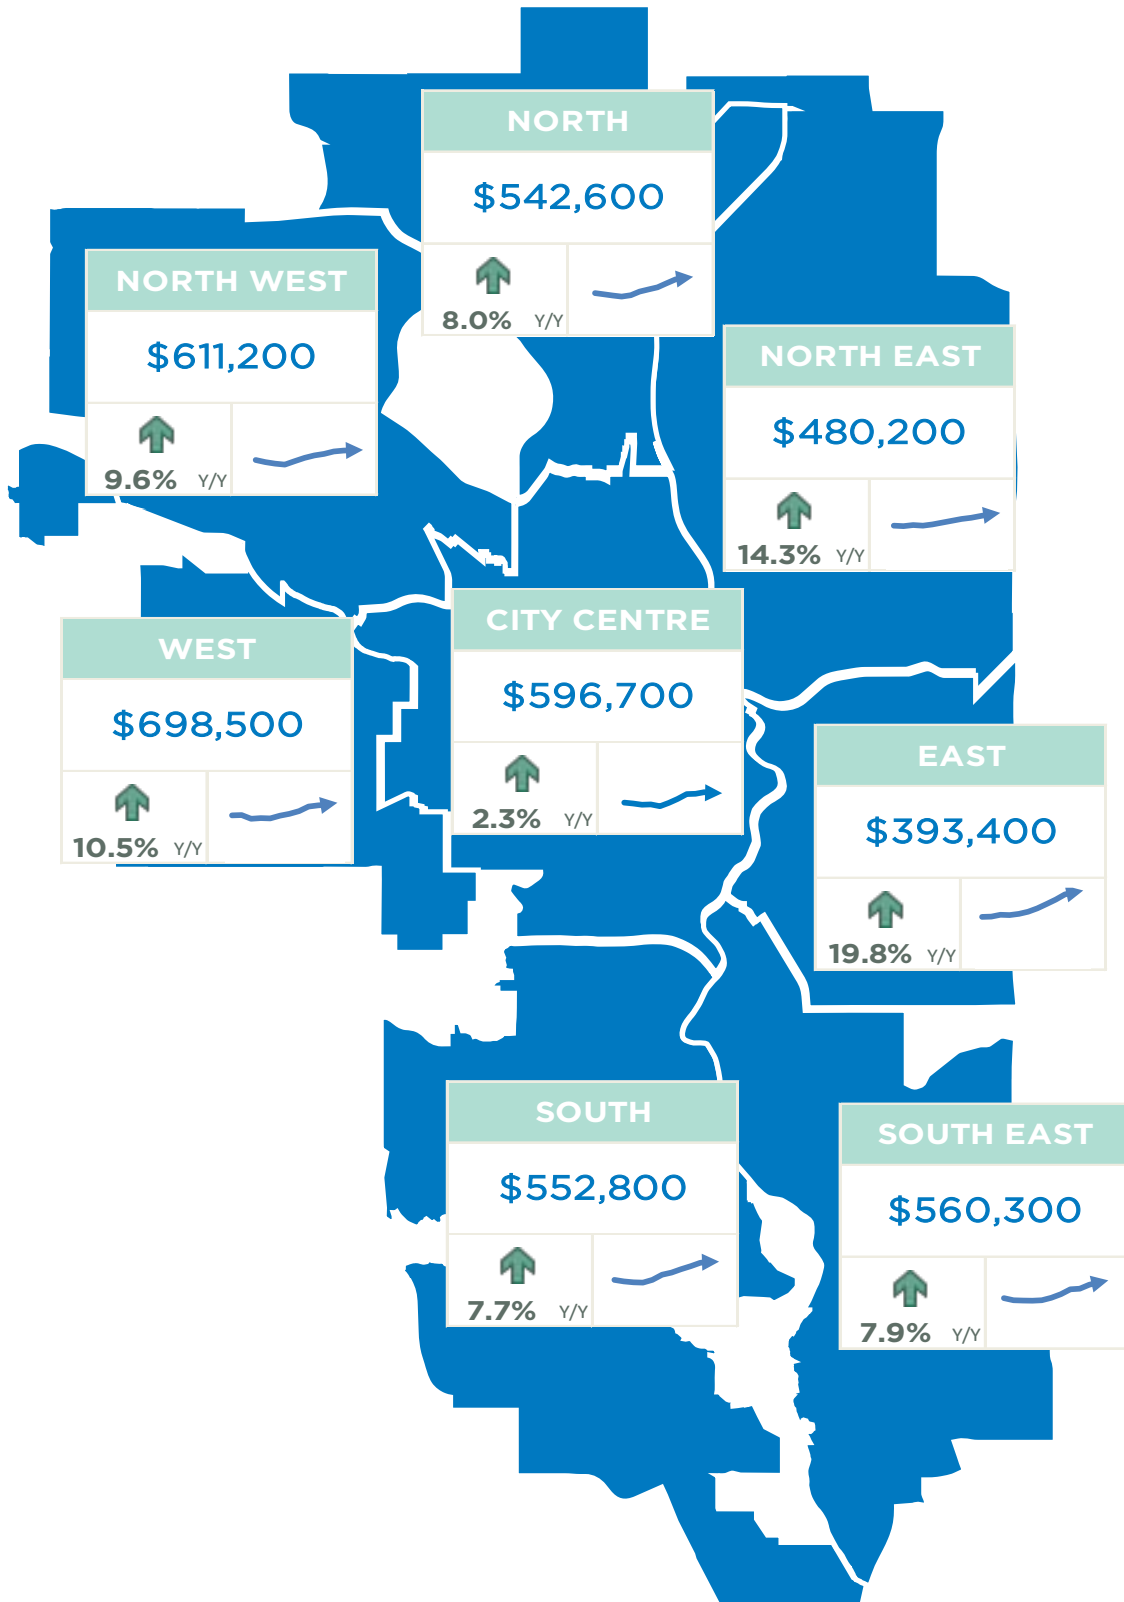 NORTH
$542,600
8.0% Y/Y
NORTH WEST
$611,200
9.6% Y/Y
NORTH EAST
$480,200
14.3% Y/Y
CITY CENTRE
$596,700
2.3% Y/Y
WEST
$698,500
10.5% Y/Y
EAST
$393,400
19.8% Y/Y
SOUTH
$552,800
7.7% Y/Y
SOUTH EAST
$560,300
7.9% Y/Y